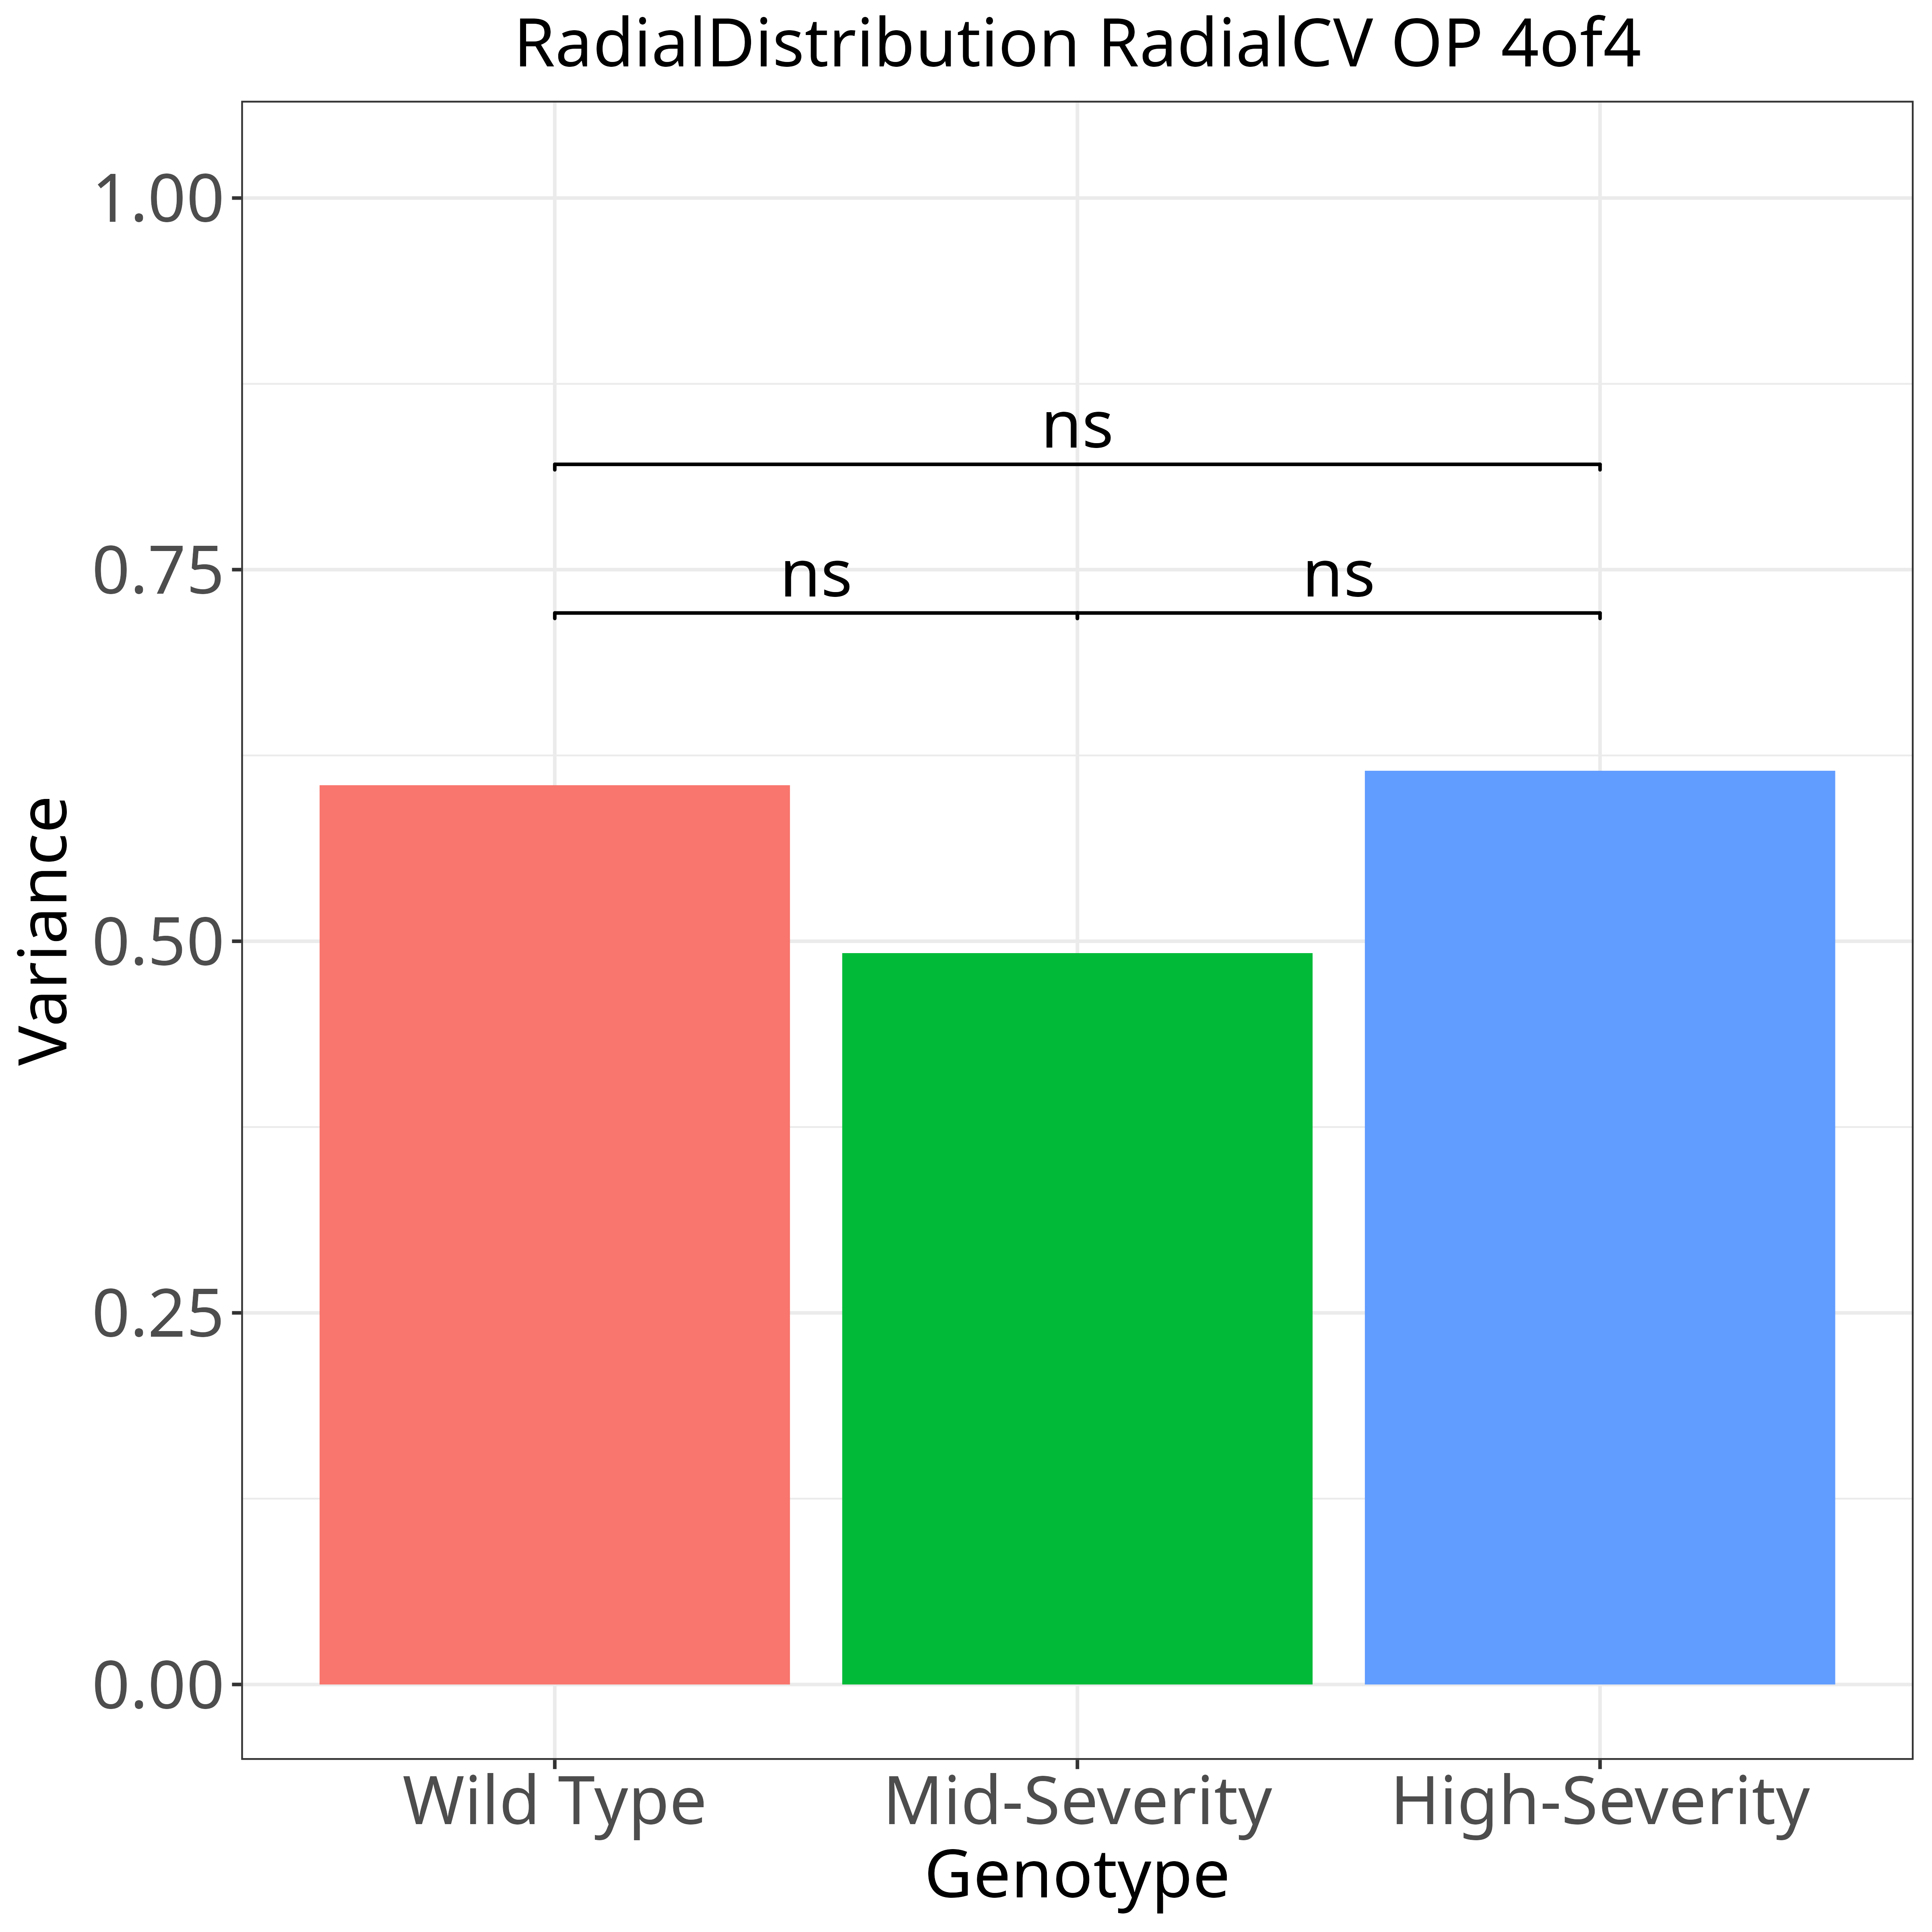 RadialDistribution RadialCV OP 4of4
1.00
ns
0.75
ns ns
Variance
0.50
0.25
0.00
Wild Type Mid-Severity High-Severity
Genotype